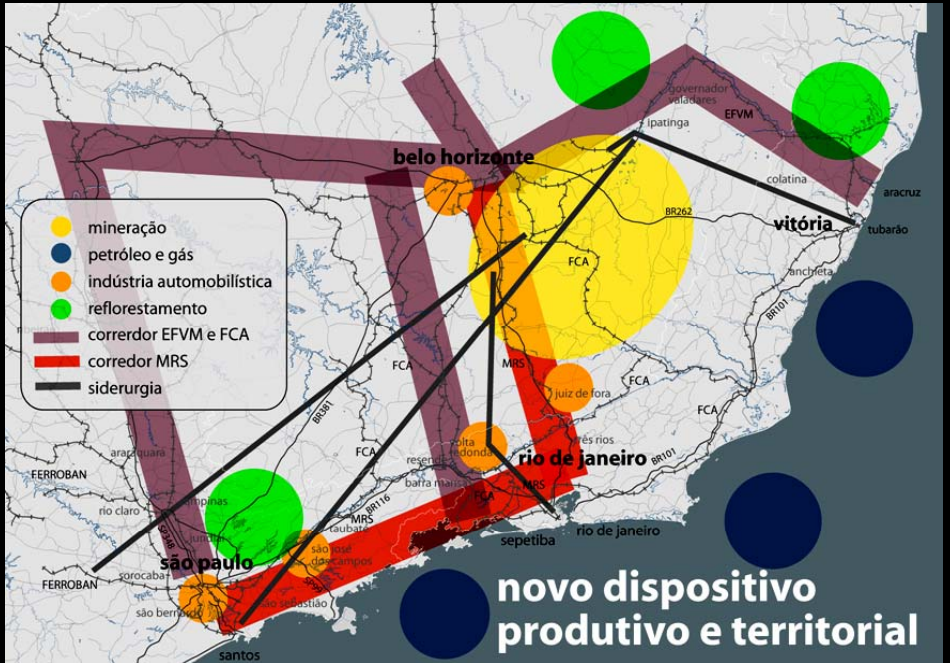 governador
valadares
EFVM
ipatinga
belo horizonte
colatina
aracruz
BR262
vitória
tubarão
mineração
petróleo e gás
indústria automobilística
reflorestamento
correrdor EFVM e FCA
corredor MRS
siderurgia
FCA
anchieta
BR101
FCA
MRS
FCA
juiz de fora
FCA
BR381
araraquara
FCA
volta
redonda
três rios
resende
rio de janeiro
BR101
FERROBAN
barra mansa
campinas
rio claro
BR116
FCA
MRS
MRS
taubaté
rio de janeiro
sepetiba
jundiaí
são josé
dos campos
são paulo
sorocaba
FERROBAN
são bernardo
são sebastião
santos
novo dispositivo
produtivo e territorial